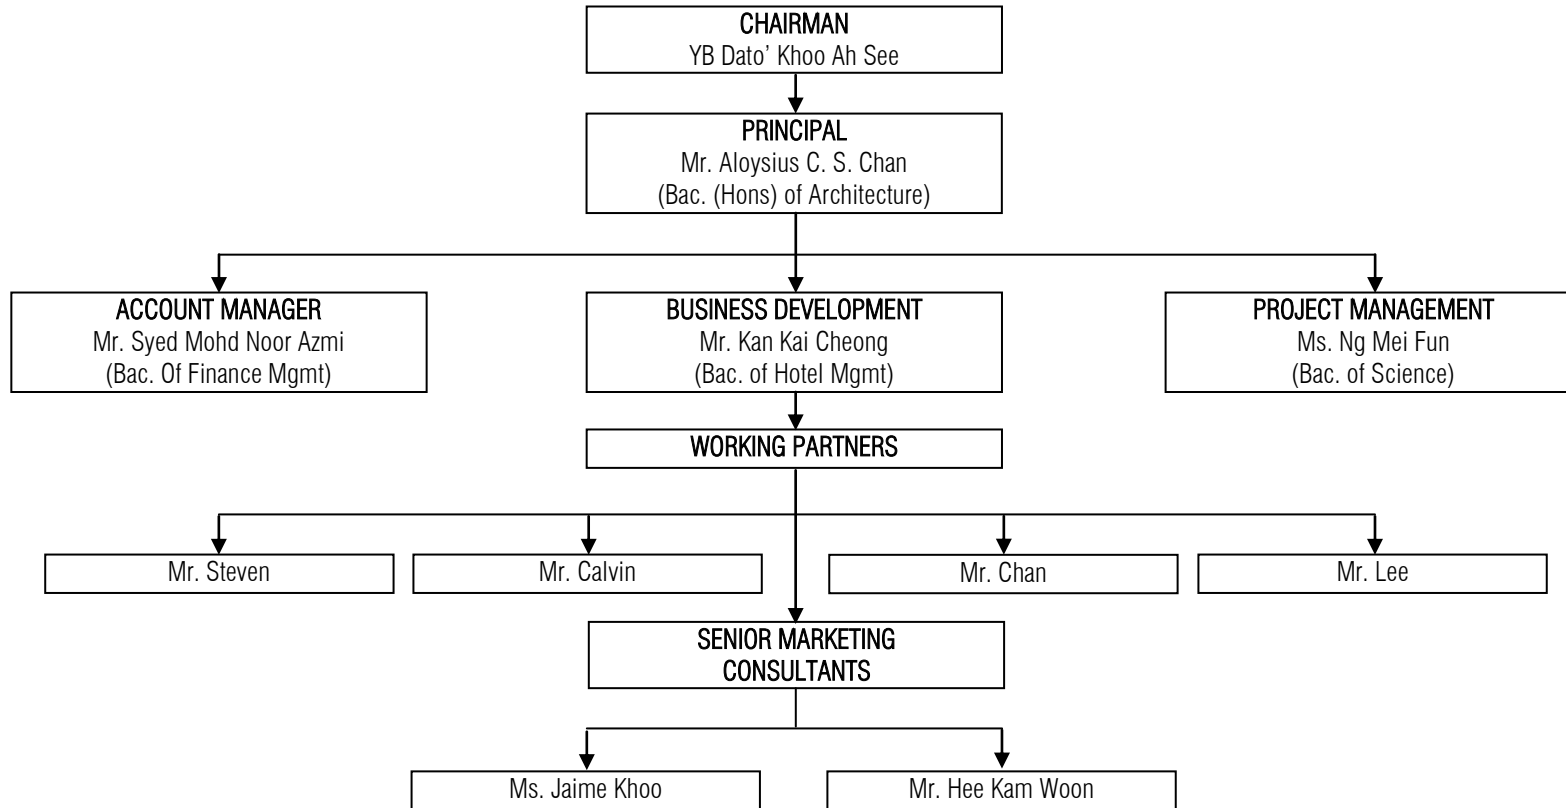 CHAIRMAN
YB Dato’ Khoo Ah See
PRINCIPAL
Mr. Aloysius C. S. Chan
(Bac. (Hons) of Architecture)
ACCOUNT MANAGER
Mr. Syed Mohd Noor Azmi
(Bac. Of Finance Mgmt)
BUSINESS DEVELOPMENT
Mr. Kan Kai Cheong
(Bac. of Hotel Mgmt)
PROJECT MANAGEMENT
Ms. Ng Mei Fun
(Bac. of Science)
WORKING PARTNERS
Mr. Steven
Mr. Calvin
Mr. Chan
Mr. Lee
SENIOR MARKETING
CONSULTANTS
Ms. Jaime Khoo
Mr. Hee Kam Woon